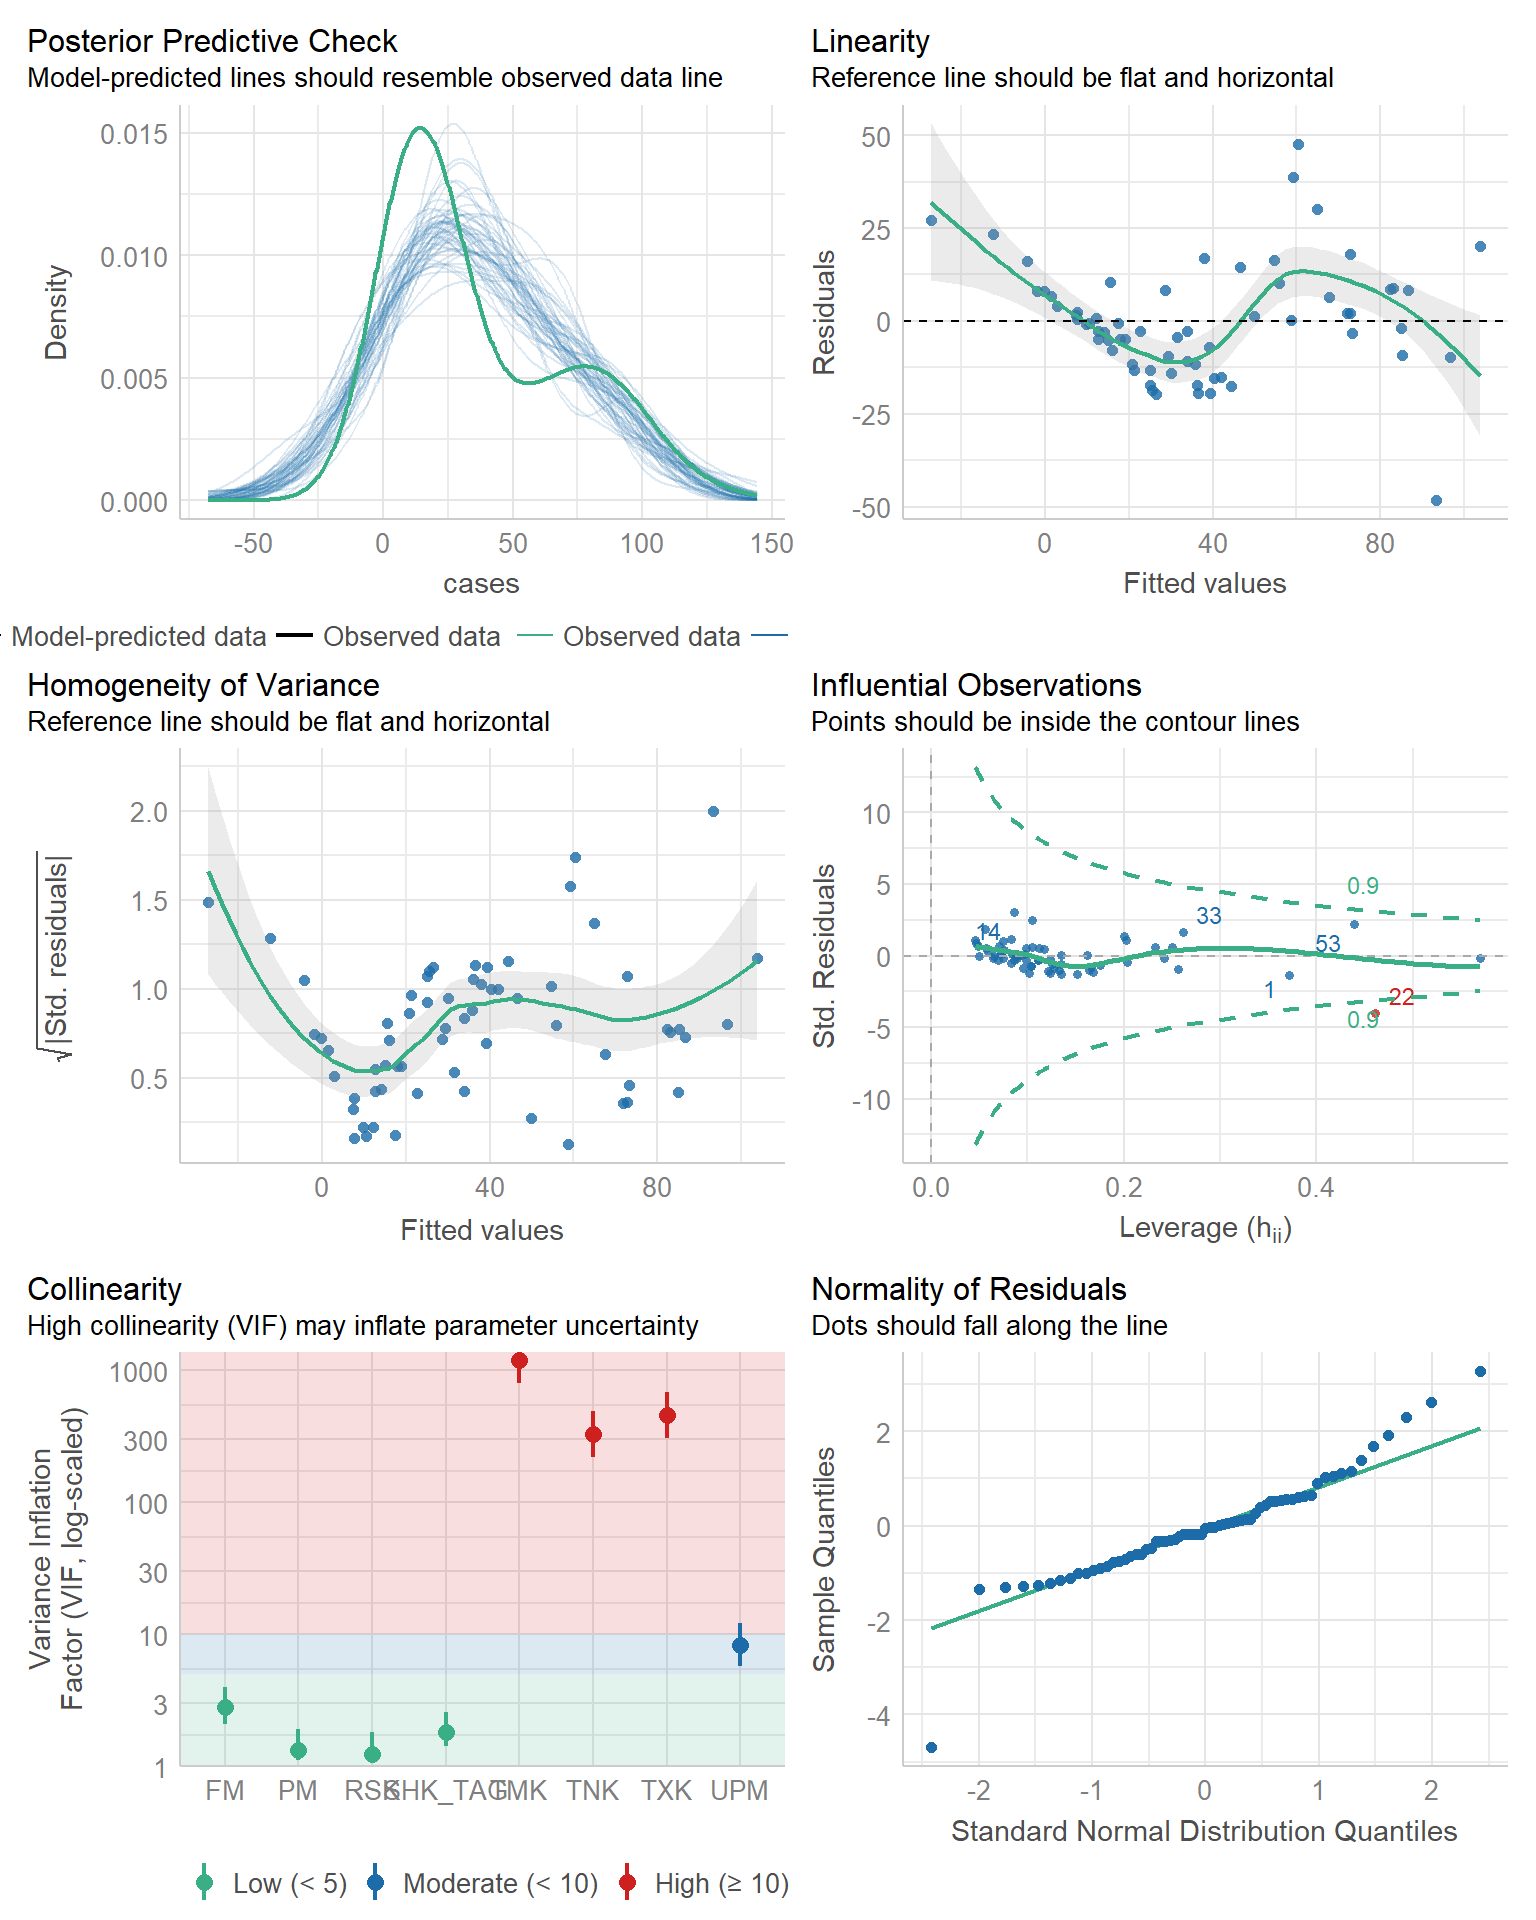 Posterior Predictive Check
Model-predicted lines should resemble observed data line
0.015
0.010
0.005
0.000
Density
-50
0
50
100
150
cases
Model-predicted data
Observed data
Observed data
Linearity
Reference line should be flat and horizontal
50
25
0
-25
-50
Residuals
0
40
80
Fitted values
Homogeneity of Variance
Reference line should be flat and horizontal
2.0
1.5
1.0
0.5
√|Std. residuals|
0
40
80
Fitted values
Influential Observations
Points should be inside the contour lines
10
5
0
-5
-10
Std. Residuals
0.9
33
14
53
1
22
0.9
0.0
0.2
0.4
Leverage (hii)
Collinearity
High collinearity (VIF) may inflate parameter uncertainty
1000
300
100
30
10
3
1
Variance Inflation
Factor (VIF, log-scaled)
FM
PM
RSK
SHK_TAG
TMK
TNK
TXK
UPM
Low (< 5)
Moderate (< 10)
High (≥ 10)
Normality of Residuals
Dots should fall along the line
2
0
-2
-4
Sample Quantiles
-2
-1
0
1
2
Standard Normal Distribution Quantiles